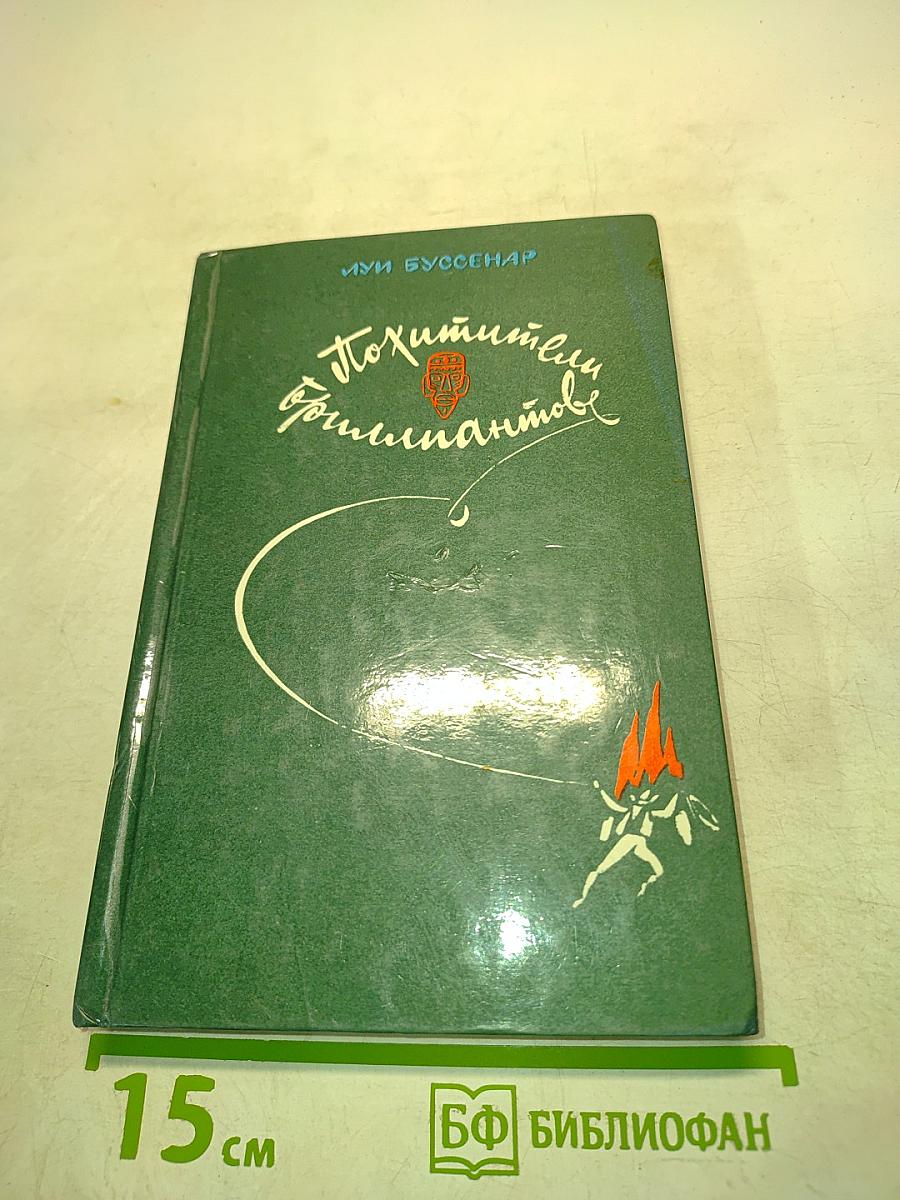 ЛУИ БУССЕНАР
Похитители
бриллиантов
15 см
БФ БИБЛИОФАН